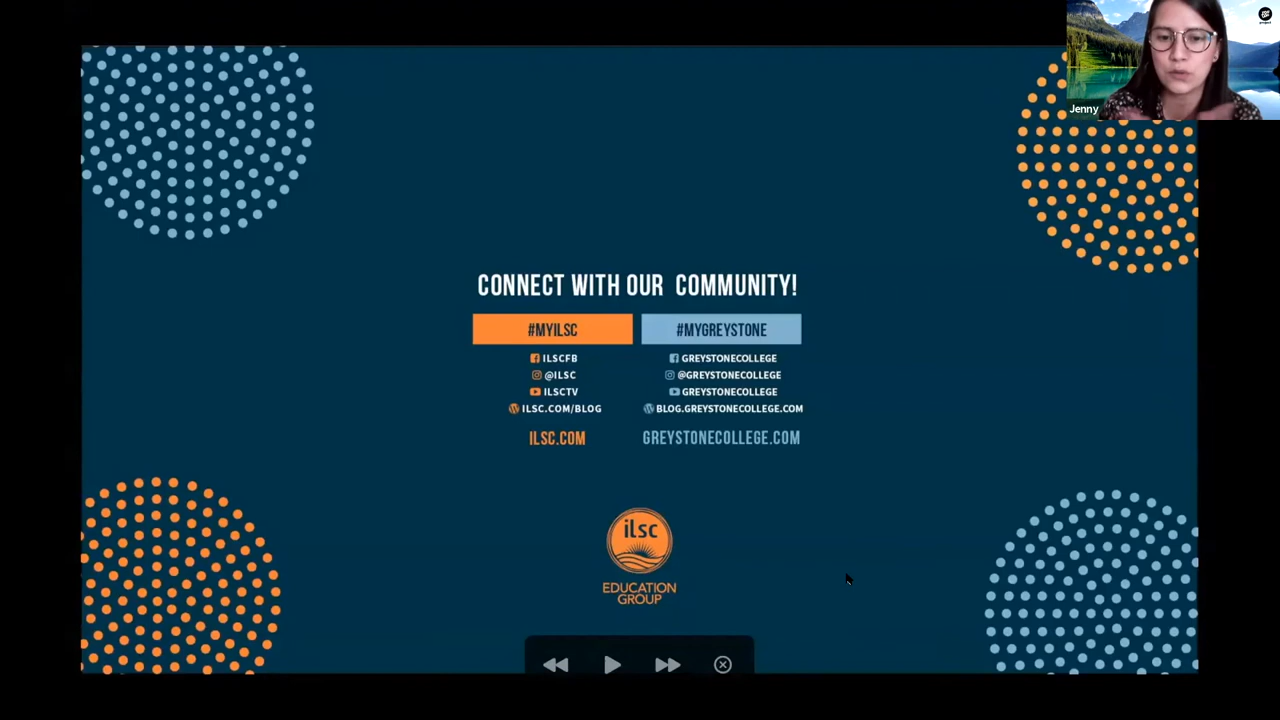 Jenny
CONNECT WITH OUR COMMUNITY!
#MYILSC
ILSCFB
@ILSC
ILSCTV
ILSC.COM/BLOG
ILSC.COM
#MYGREYSTONE
GREYSTONECOLLEGE
@GREYSTONECOLLEGE
GREYSTONECOLLEGE
BLOG.GREYSTONECOLLEGE.COM
GREYSTONECOLLEGE.COM
ilsc
EDUCATION
GROUP